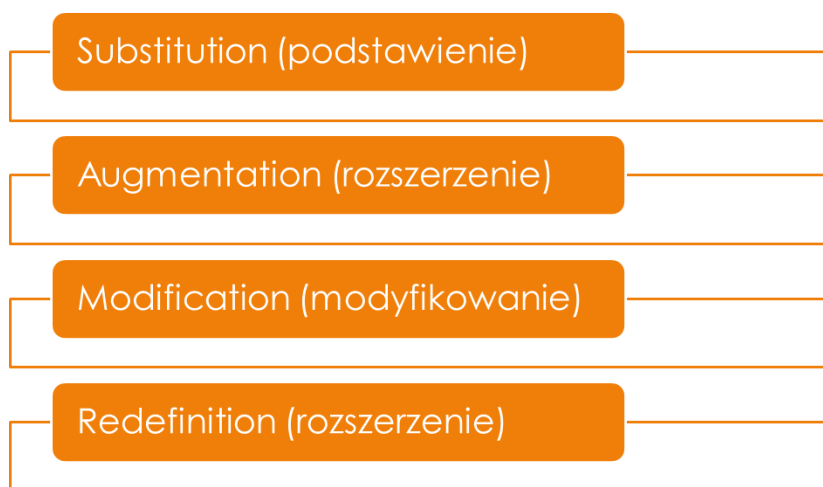 Substitution (podstawienie)
Augmentation (rozszerzenie)
Modification (modyfikowanie)
Redefinition (rozszerzenie)